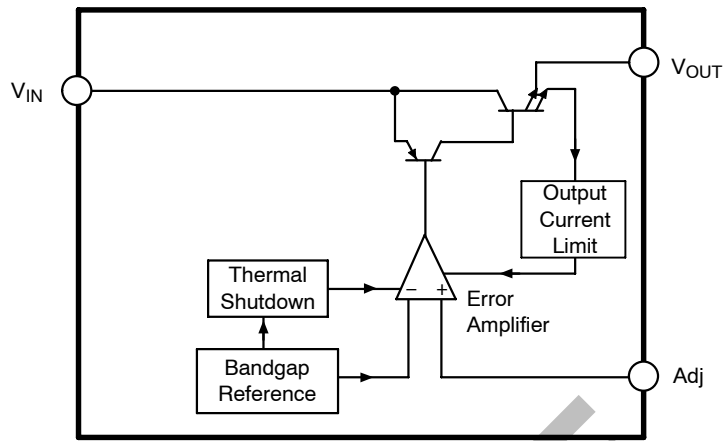 V_IN
V_OUT
Output
Current
Limit
Thermal
Shutdown
− +
Error
Amplifier
Bandgap
Reference
Adj